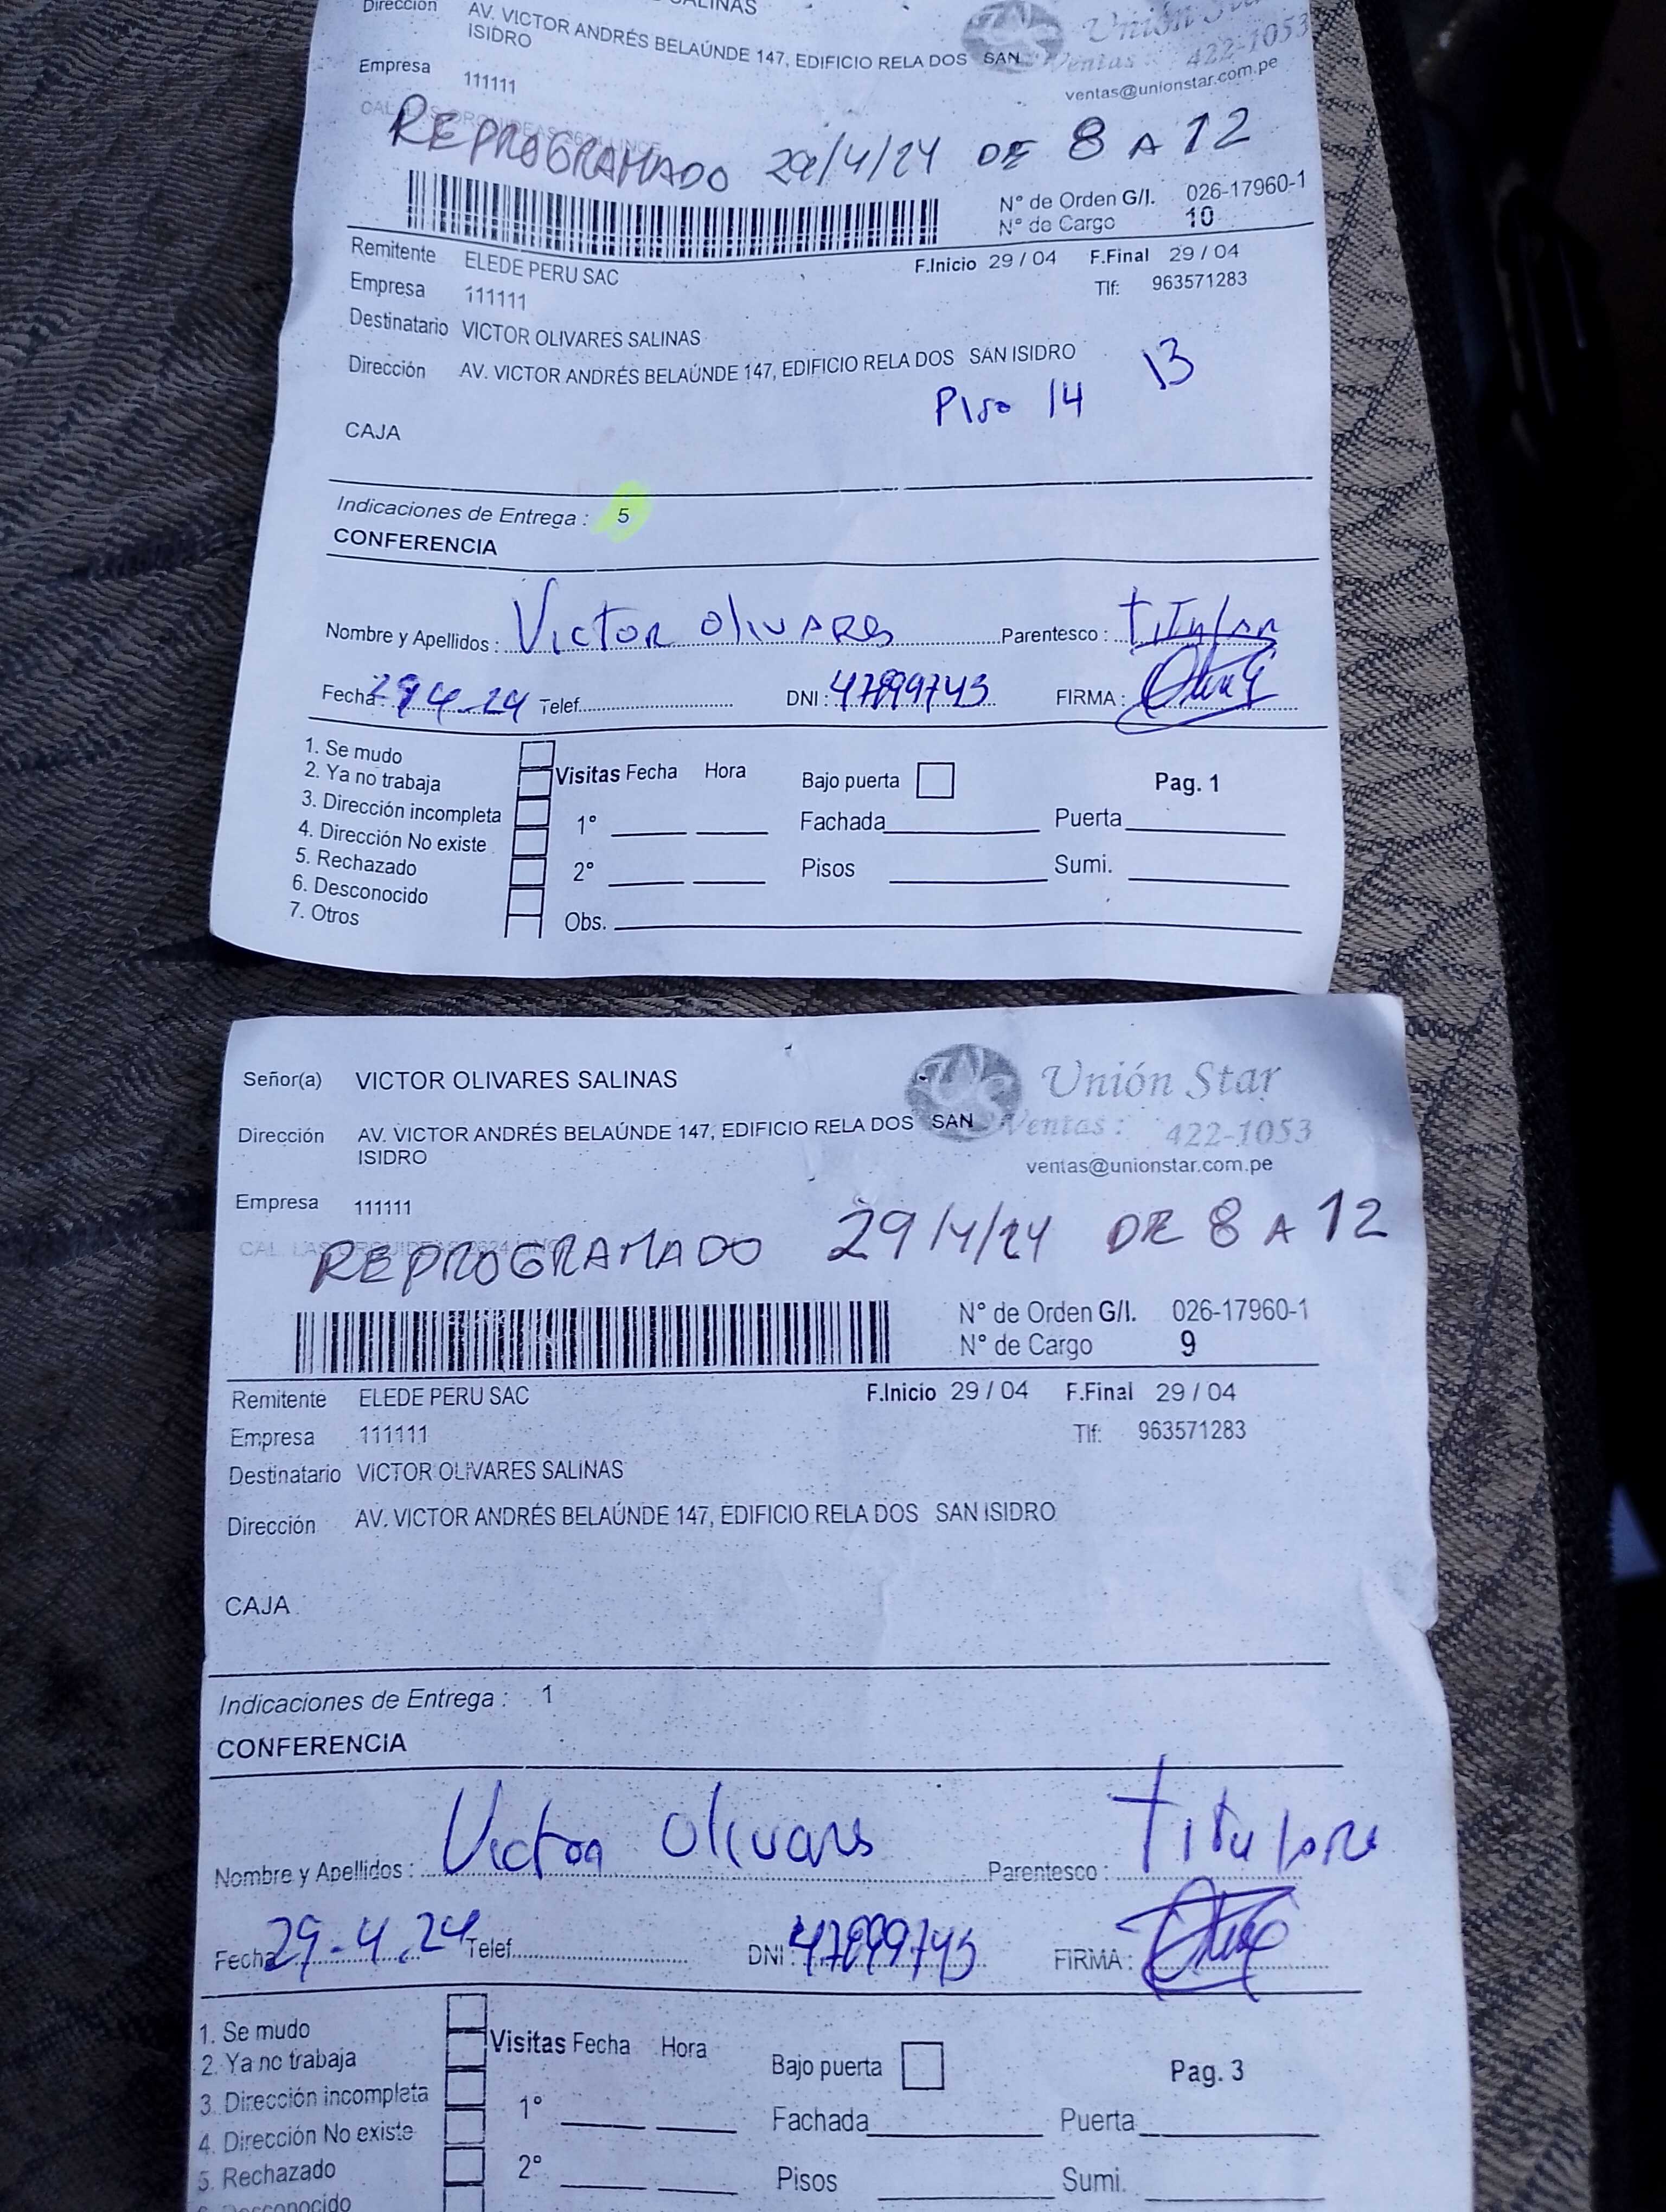 Dirección AV. VICTOR ANDRÉS BELAÚNDE 147, EDIFICIO RELA DOS SAN
ISIDRO
Unión Star
Ventas : 422-1053
ventas@unionstar.com.pe
Empresa 111111
REPROGRAMADO 29/4/24 DE 8 A 12
N° de Orden G/I. 026-17960-1
N° de Cargo 10
Remitente ELEDE PERU SAC F.Inicio 29 / 04 F.Final 29 / 04
Empresa 111111 Tlf: 963571283
Destinatario VICTOR OLIVARES SALINAS
Dirección AV. VICTOR ANDRÉS BELAÚNDE 147, EDIFICIO RELA DOS SAN ISIDRO 13
Piso 14
CAJA
Indicaciones de Entrega : 5
CONFERENCIA
Nombre y Apellidos : Victor olivARes Parentesco : titular
Fecha : 29 4-24 Telef. DNI : 47899743 FIRMA :
1. Se mudo
2. Ya no trabaja
3. Dirección incompleta
4. Dirección No existe
5. Rechazado
6. Desconocido
7. Otros
Visitas Fecha Hora Bajo puerta Pag. 1
1° Fachada Puerta
2° Pisos Sumi.
Obs.
Señor(a) VICTOR OLIVARES SALINAS
Unión Star
Dirección AV. VICTOR ANDRÉS BELAÚNDE 147, EDIFICIO RELA DOS SAN
ISIDRO
Ventas : 422-1053
ventas@unionstar.com.pe
Empresa 111111
REPROGRAMADO 29/4/24 DE 8 A 12
N° de Orden G/I. 026-17960-1
N° de Cargo 9
Remitente ELEDE PERU SAC F.Inicio 29 / 04 F.Final 29 / 04
Empresa 111111 Tlf: 963571283
Destinatario VICTOR OLIVARES SALINAS
Dirección AV. VICTOR ANDRÉS BELAÚNDE 147, EDIFICIO RELA DOS SAN ISIDRO
CAJA
Indicaciones de Entrega : 1
CONFERENCIA
Nombre y Apellidos : Victor Olivares Parentesco : titular
Fecha 29-4.24 Telef. DNI : 47899743 FIRMA :
1. Se mudo
2. Ya no trabaja
3. Dirección incompleta
4. Dirección No existe
5. Rechazado
Visitas Fecha Hora Bajo puerta Pag. 3
1° Fachada Puerta
2° Pisos Sumi.